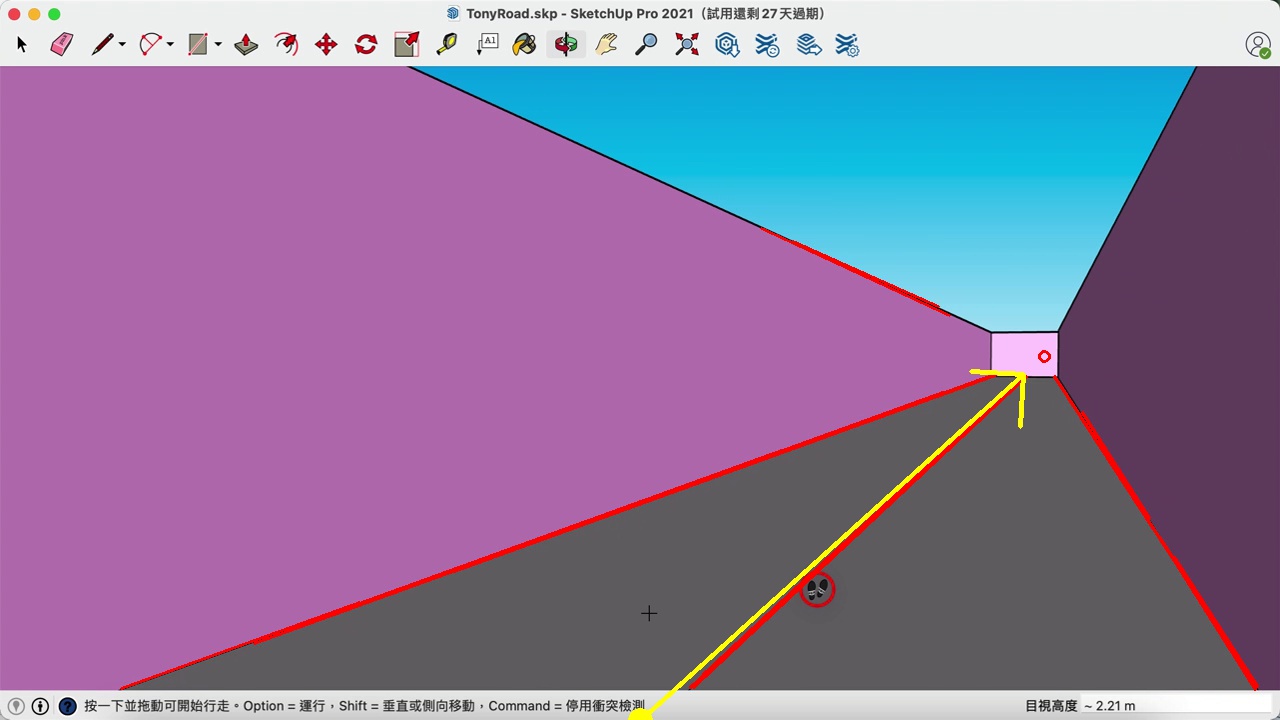 TonyRoad.skp - SketchUp Pro 2021（試用還剩27天過期）
A1
按一下並拖動可開始行走。Option = 運行，Shift = 垂直或側向移動，Command = 停用衝突檢測
目視高度 ~ 2.21 m